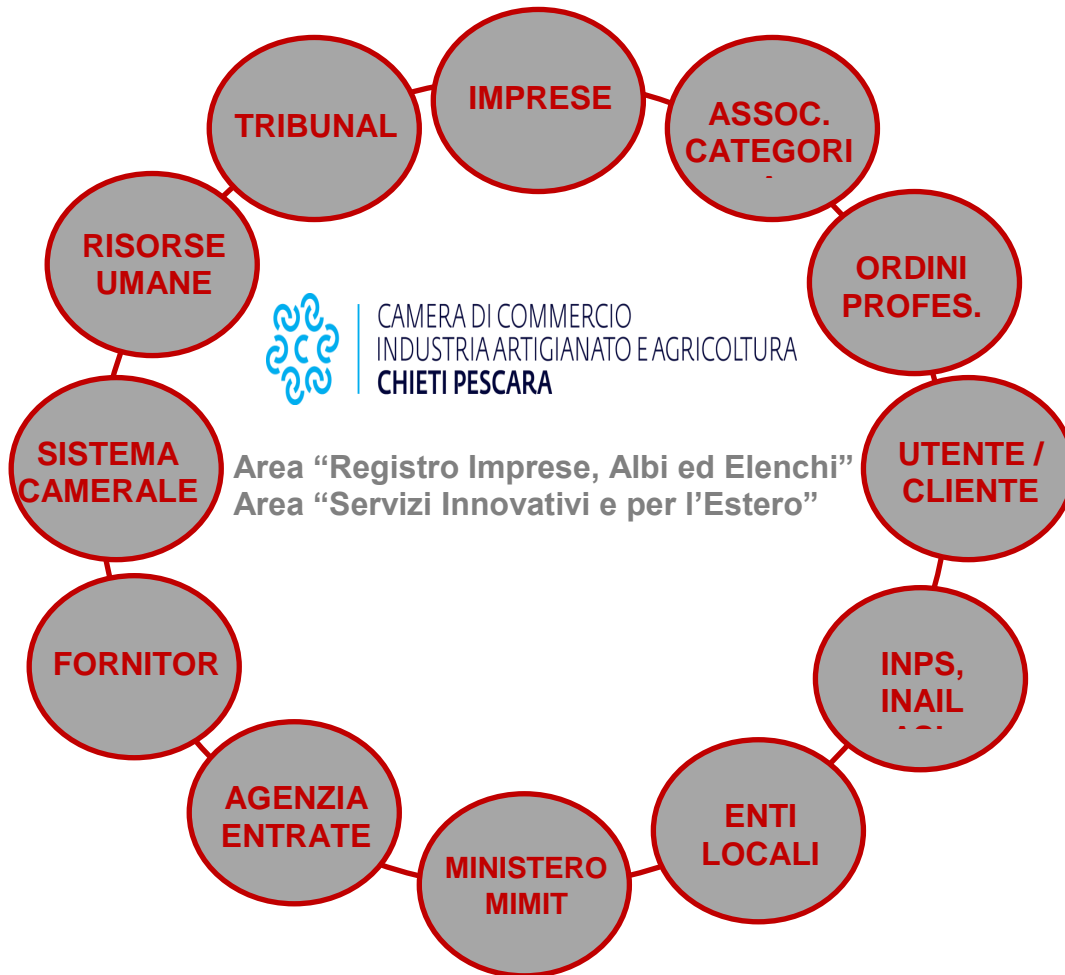 IMPRESE
ASSOC.
CATEGORI
ORDINI
PROFES.
UTENTE /
CLIENTE
INPS,
INAIL
ENTI
LOCALI
MINISTERO
MIMIT
AGENZIA
ENTRATE
FORNITOR
SISTEMA
CAMERALE
RISORSE
UMANE
TRIBUNAL
CAMERA DI COMMERCIO
INDUSTRIA ARTIGIANATO E AGRICOLTURA
CHIETI PESCARA
Area “Registro Imprese, Albi ed Elenchi”
Area “Servizi Innovativi e per l’Estero”